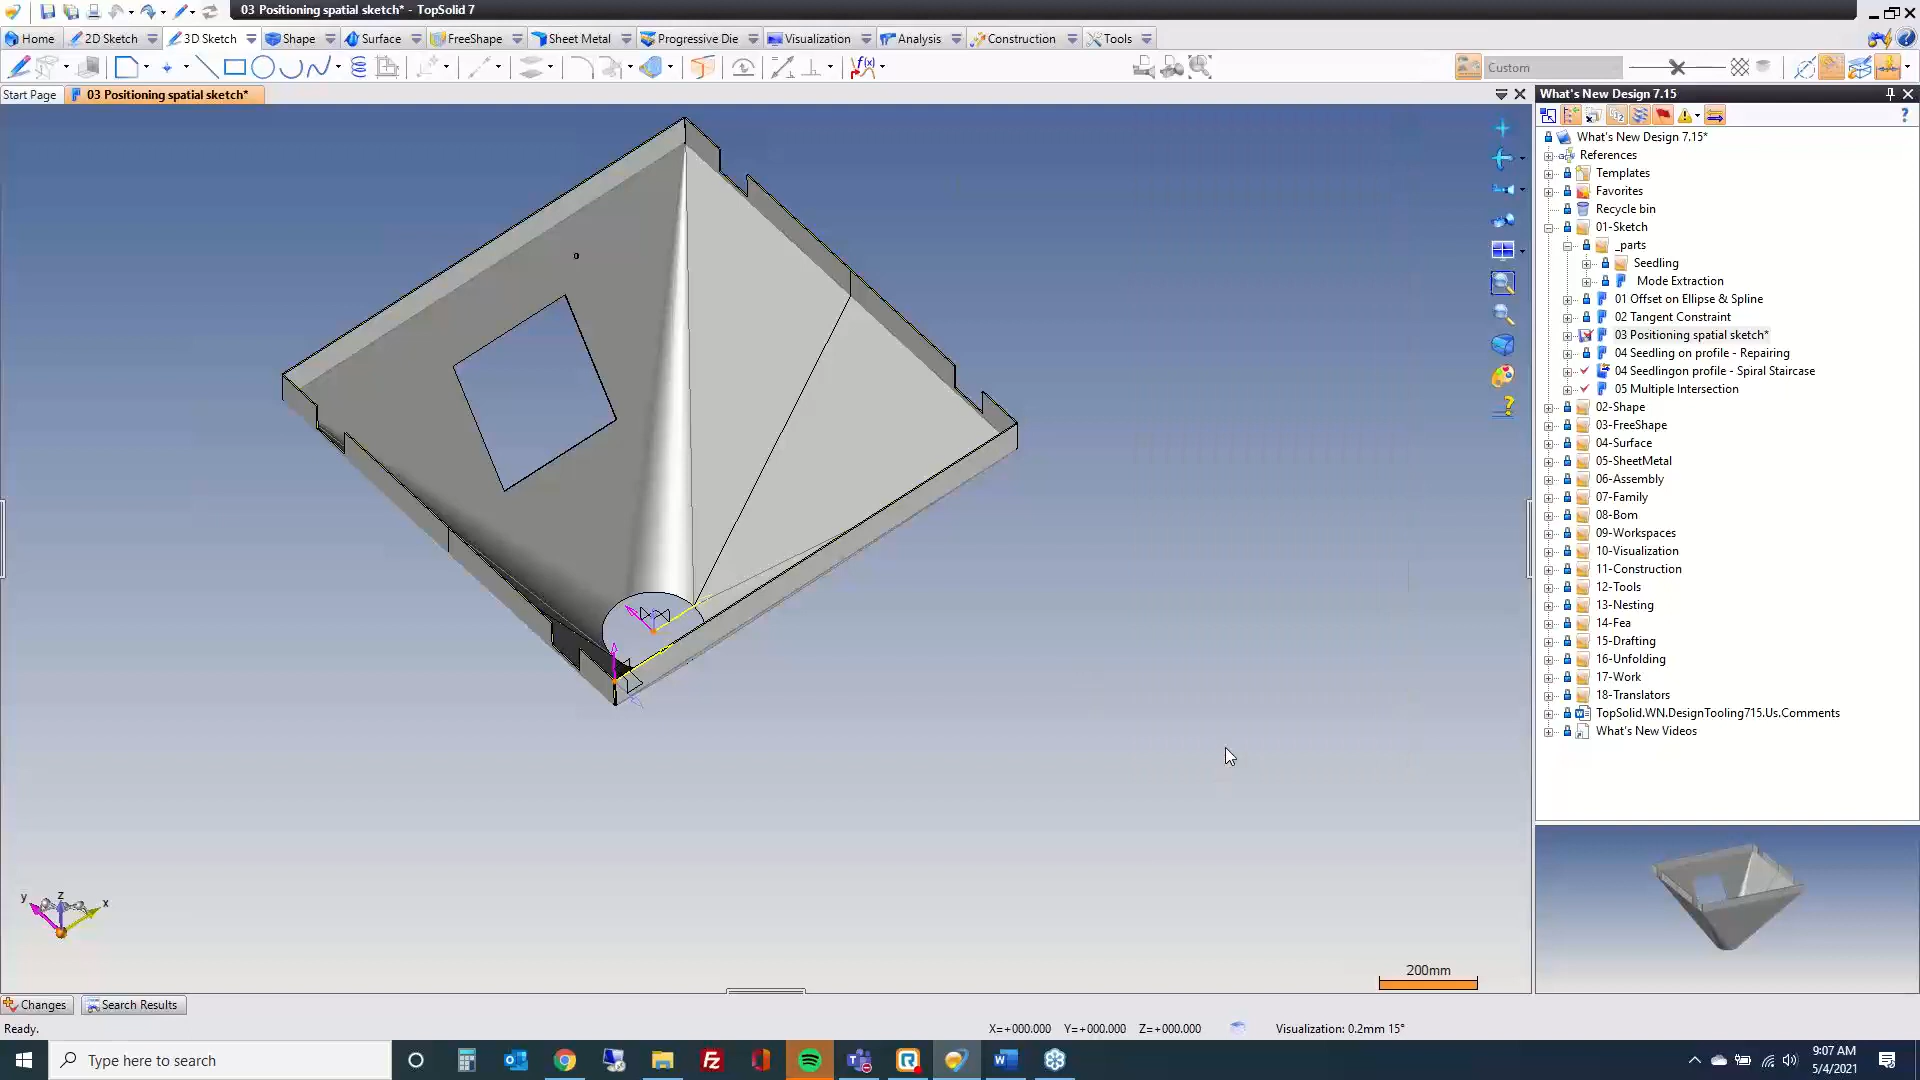 03 Positioning spatial sketch* - TopSolid 7
Home
2D Sketch
3D Sketch
Shape
Surface
FreeShape
Sheet Metal
Progressive Die
Visualization
Analysis
Construction
Tools
f(x)
Custom
Start Page
03 Positioning spatial sketch*
What's New Design 7.15
What's New Design 7.15*
References
Templates
Favorites
Recycle bin
01-Sketch
_parts
Seedling
Mode Extraction
01 Offset on Ellipse & Spline
02 Tangent Constraint
03 Positioning spatial sketch*
04 Seedling on profile - Repairing
04 Seedlingon profile - Spiral Staircase
05 Multiple Intersection
02-Shape
03-FreeShape
04-Surface
05-SheetMetal
06-Assembly
07-Family
08-Bom
09-Workspaces
10-Visualization
11-Construction
12-Tools
13-Nesting
14-Fea
15-Drafting
16-Unfolding
17-Work
18-Translators
TopSolid.WN.DesignTooling715.Us.Comments
What's New Videos
y
z
x
200mm
Changes
Search Results
Ready.
X=+000.000 Y=+000.000 Z=+000.000
Visualization: 0.2mm 15°
Type here to search
9:07 AM
5/4/2021